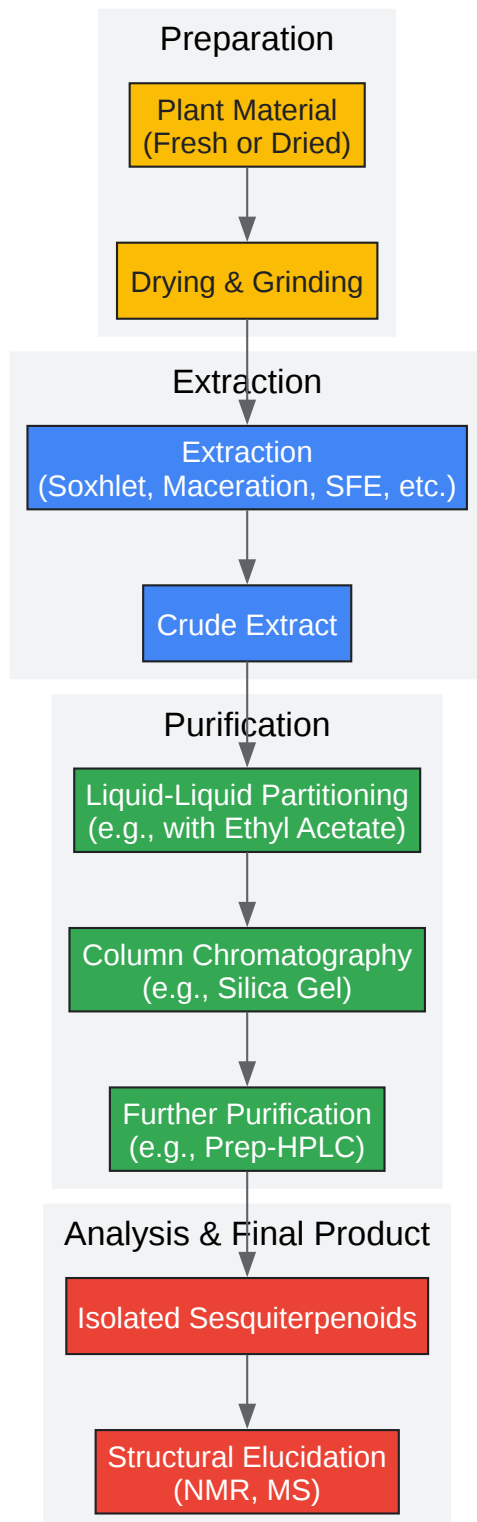 Preparation
Plant Material
(Fresh or Dried)
Drying & Grinding
Extraction
Extraction
(Soxhlet, Maceration, SFE, etc.)
Crude Extract
Purification
Liquid-Liquid Partitioning
(e.g., with Ethyl Acetate)
Column Chromatography
(e.g., Silica Gel)
Further Purification
(e.g., Prep-HPLC)
Analysis & Final Product
Isolated Sesquiterpenoids
Structural Elucidation
(NMR, MS)